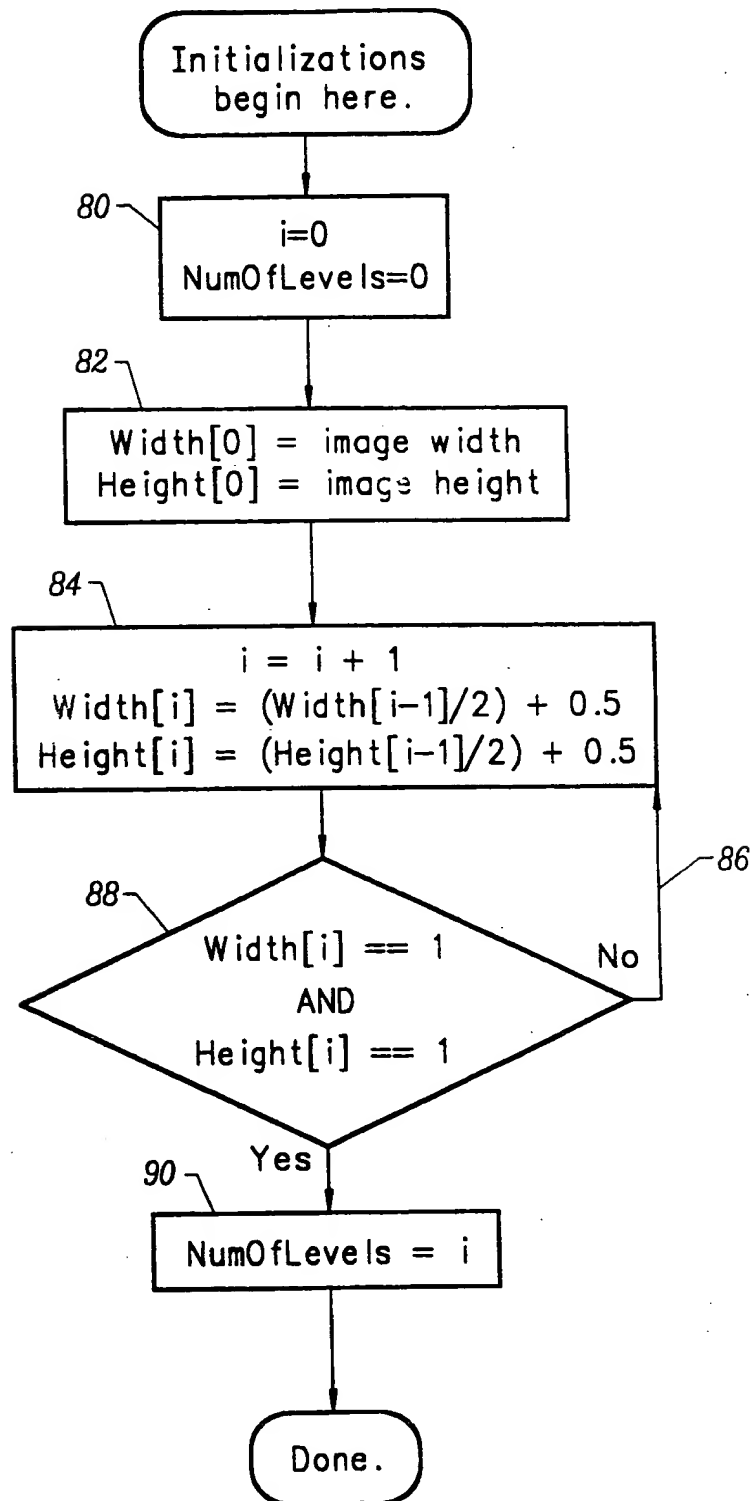 Initializations
begin here.
80
i=0
NumOfLevels=0
82
Width[0] = image width
Height[0] = image height
84
i = i + 1
Width[i] = (Width[i-1]/2) + 0.5
Height[i] = (Height[i-1]/2) + 0.5
86
88
Width[i] == 1
AND
Height[i] == 1
No
Yes
90
NumOfLevels = i
Done.